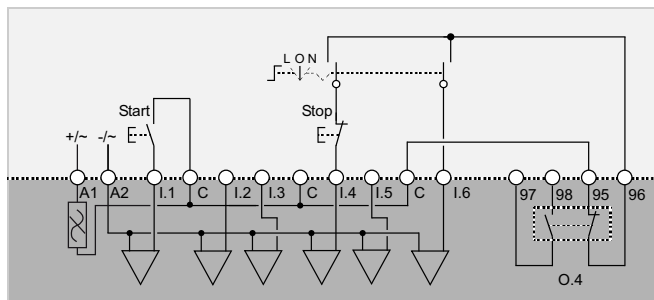 L O N
Start
Stop
+/~ -/~
A1 A2 I.1 C I.2 I.3 C I.4 I.5 C I.6 97 98 95 96
O.4